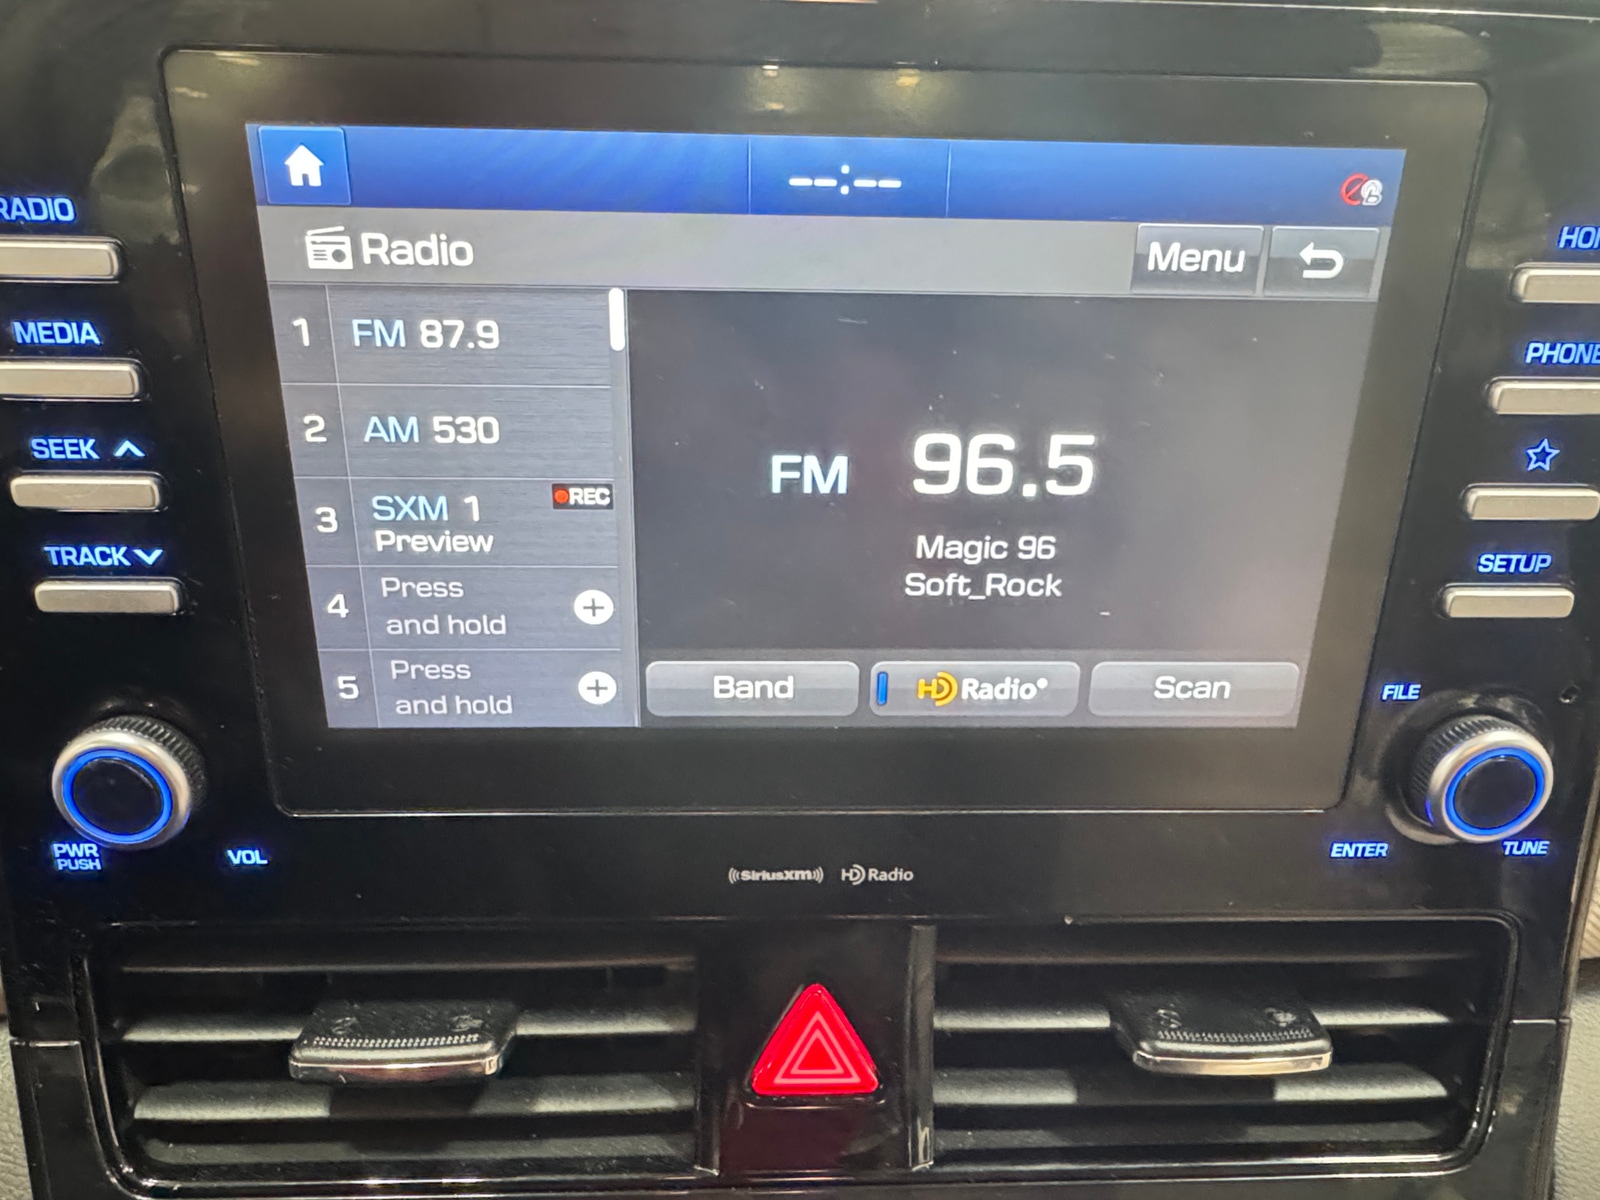 --:--
RADIO
Radio
Menu
HO
MEDIA
1 FM 87.9
PHONE
2 AM 530
SEEK
FM 96.5
3 SXM 1 REC
Preview
Magic 96
TRACK
Soft_Rock
SETUP
4 Press
and hold
5 Press
and hold
Band
HD Radio
Scan
FILE
PWR
PUSH
VOL
ENTER
TUNE
((SiriusXM))
HD Radio